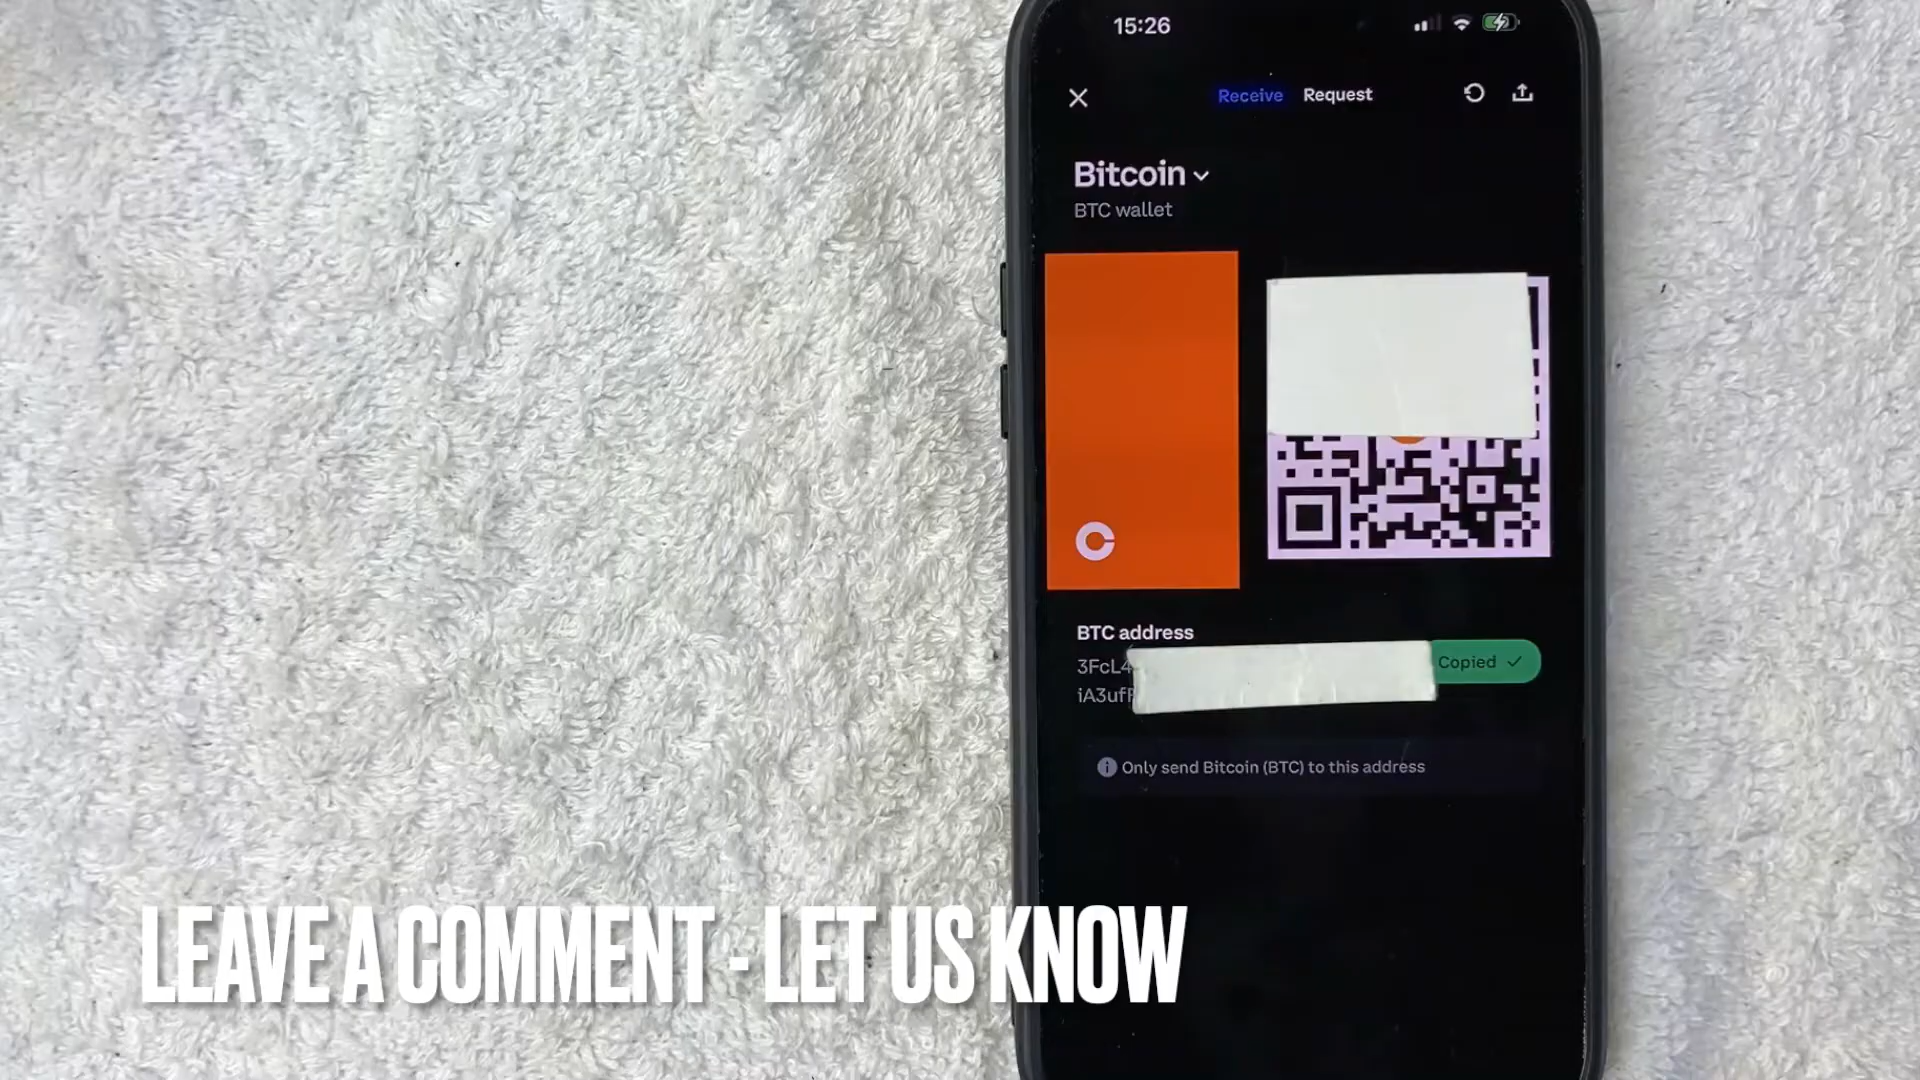 15:26
Receive Request
Bitcoin
BTC wallet
BTC address
3FcL4
iA3uf
Copied
Only send Bitcoin (BTC) to this address
LEAVE A COMMENT - LET US KNOW